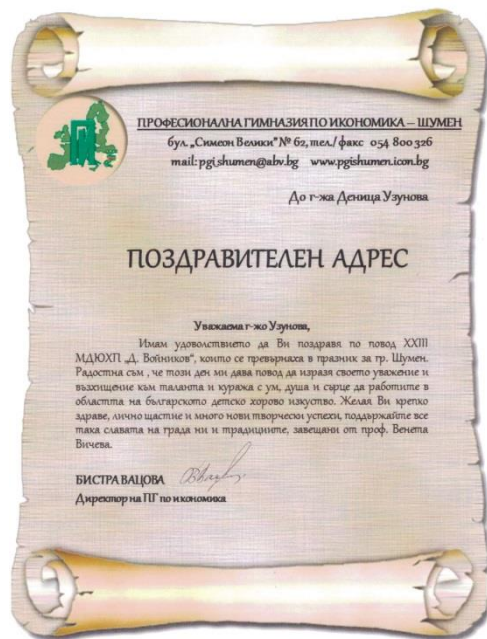 ПРОФЕСИОНАЛНА ГИМНАЗИЯ ПО ИКОНОМИКА – ШУМЕН
бул. „Симеон Велики" № 62, тел./ факс 054 800 326
mail: pgi_shumen@abv.bg www.pgishumen.icon.bg
До г-жа Деница Узунова
ПОЗДРАВИТЕЛЕН АДРЕС
Уважаема г-жо Узунова,
Имам удоволствието да Ви поздравя по повод XXIII
МДЮХП „Д. Войников", които се превърнаха в празник за гр. Шумен.
Радостна съм , че този ден ми дава повод да изразя своето уважение и
възхищение към таланта и куража с ум, душа и сърце да работите в
областта на българското детско хорово изкуство. Желая Ви крепко
здраве, лично щастие и много нови творчески успехи, поддържайте все
така славата на града ни и традициите, завещани от проф. Венета
Вичева.
БИСТРА ВАЦОВА
Директор на ПГ по икономика